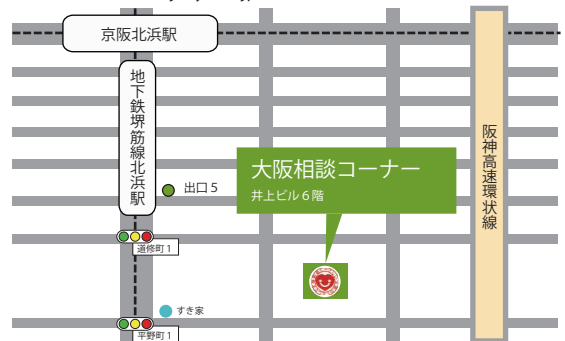 京阪北浜駅
地下鉄堺筋線北浜駅
阪神高速環状線
大阪相談コーナー
井上ビル6階
出口5
道修町1
すき家
平野町1